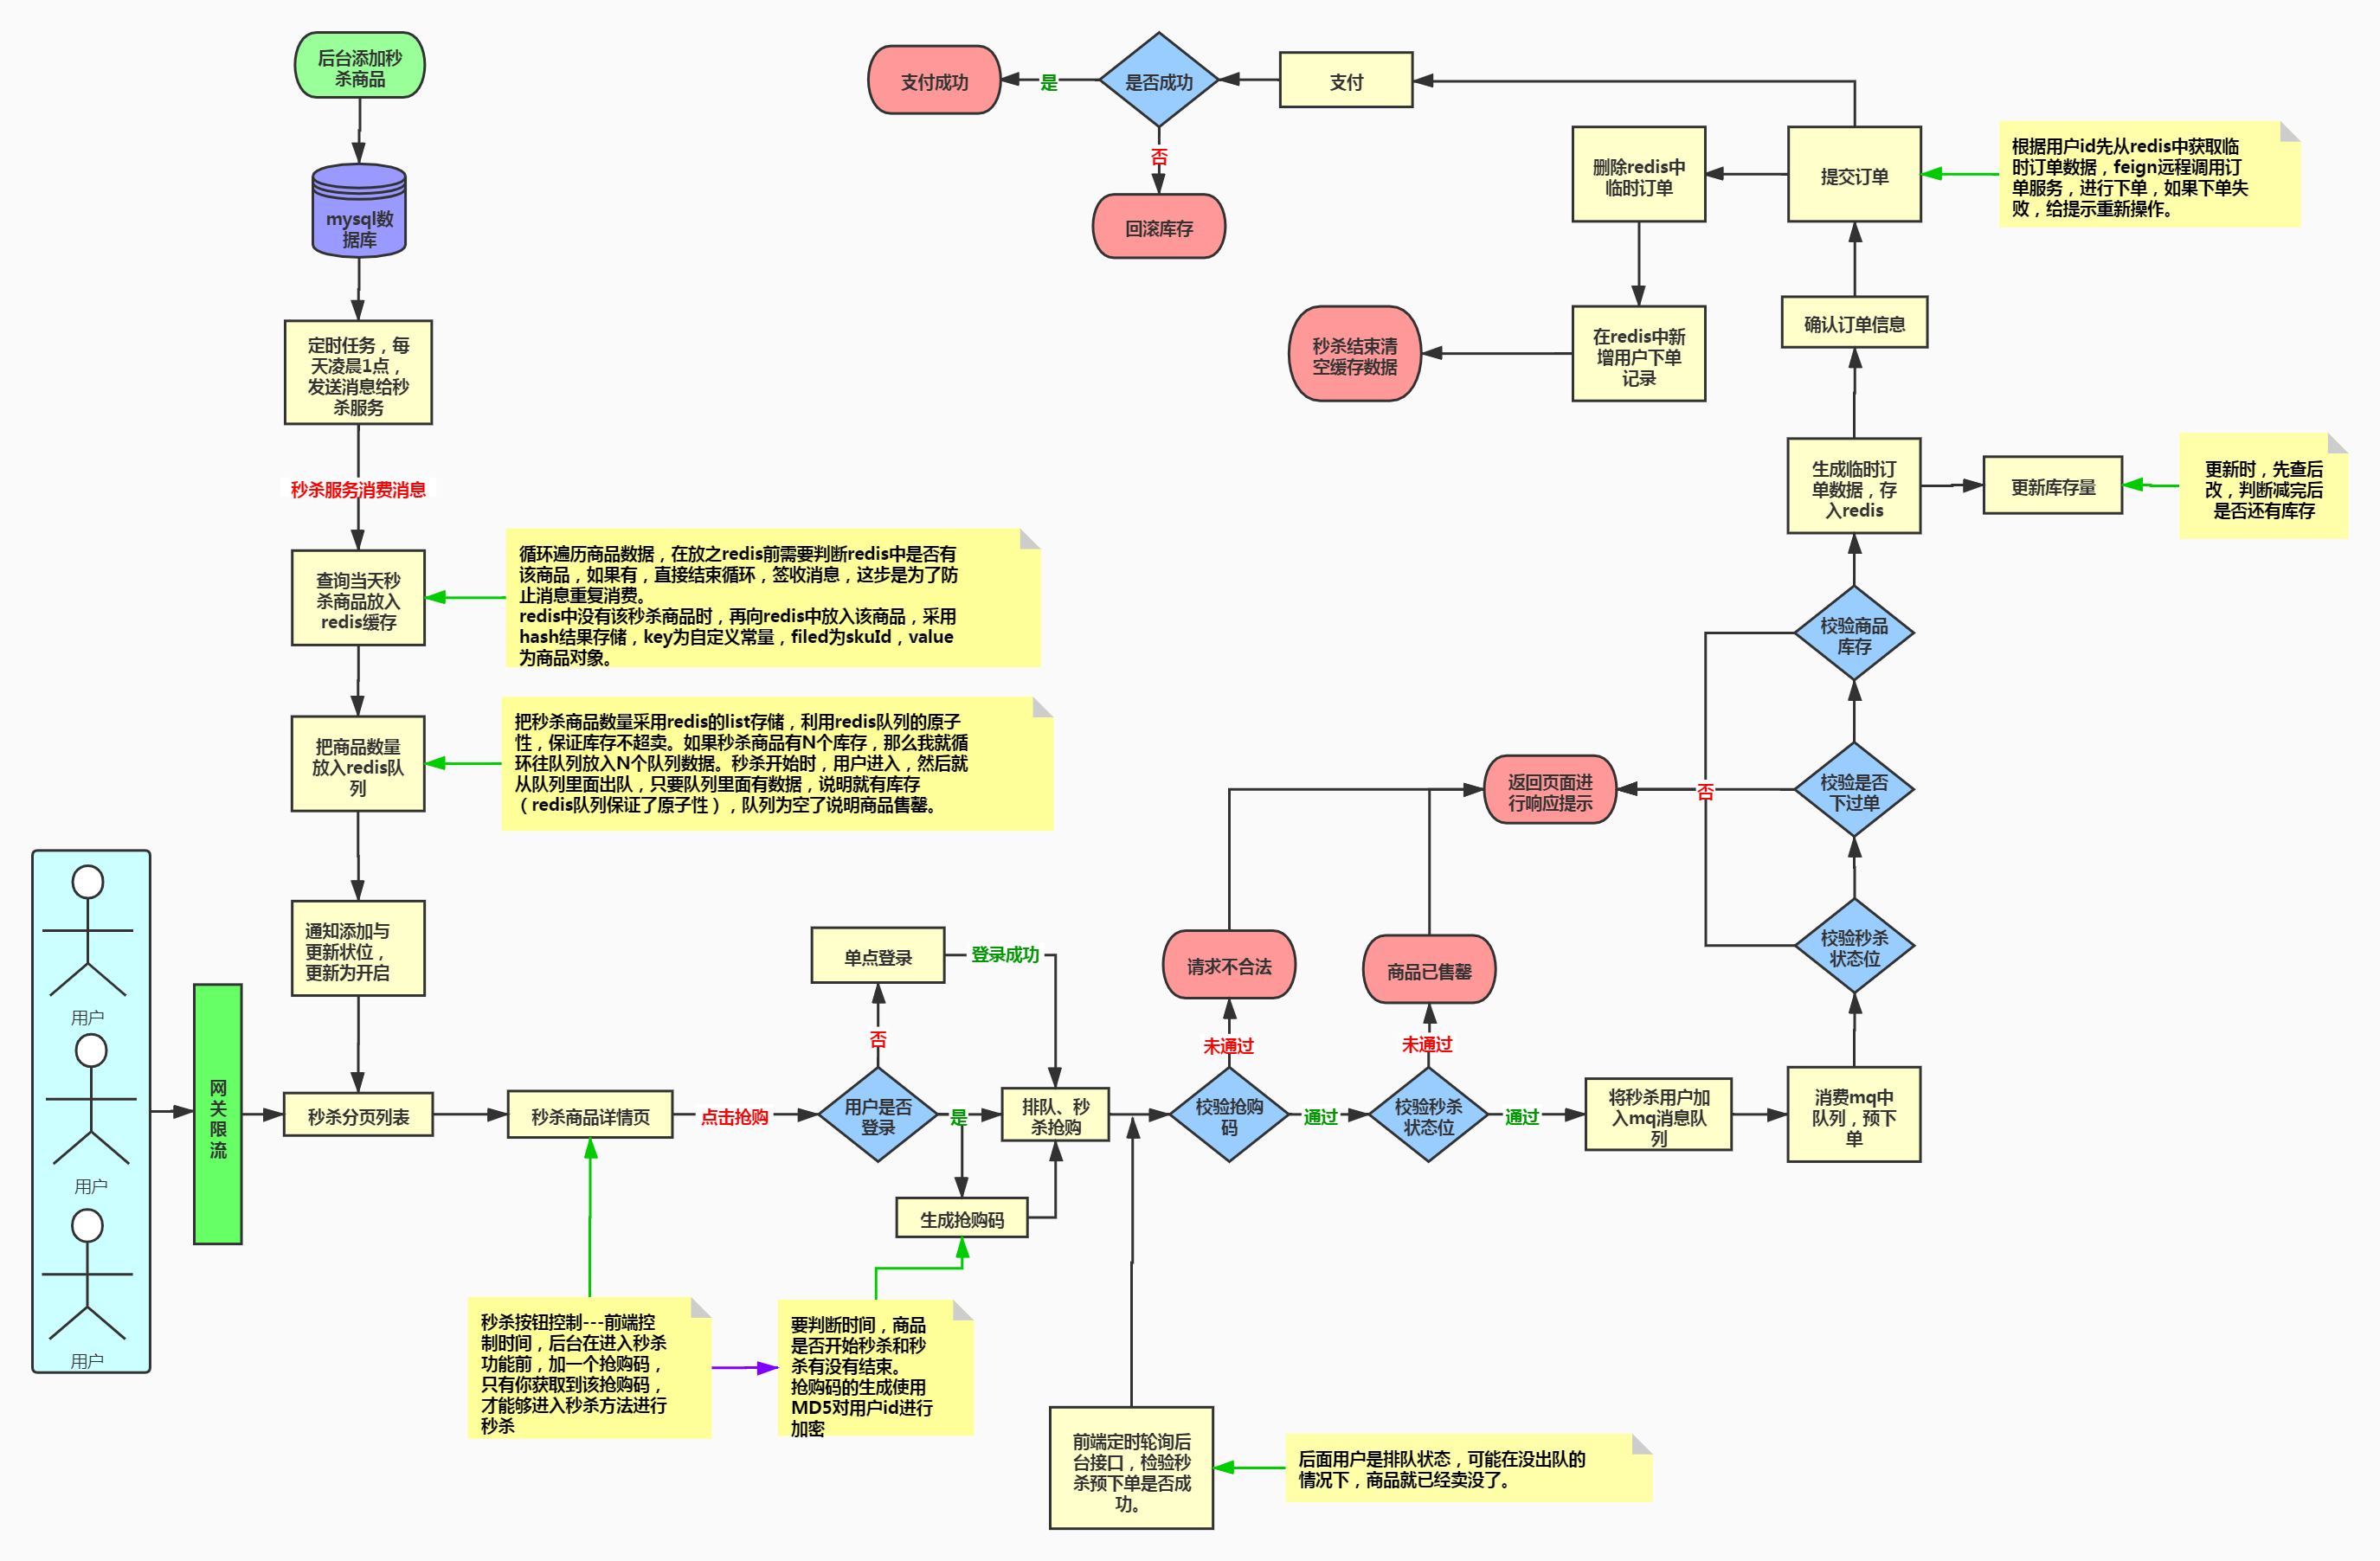 后台添加秒
杀商品
mysql数
据库
定时任务，每
天凌晨1点，
发送消息给秒
杀服务
秒杀服务消费消息
查询当天秒
杀商品放入
redis缓存
循环遍历商品数据，在放之redis前需要判断redis中是否有
该商品，如果有，直接结束循环，签收消息，这步是为了防
止消息重复消费。
redis中没有该秒杀商品时，再向redis中放入该商品，采用
hash结果存储，key为自定义常量，filed为skuId，value
为商品对象。
把商品数量
放入redis队
列
把秒杀商品数量采用redis的list存储，利用redis队列的原子
性，保证库存不超卖。如果秒杀商品有N个库存，那么我就循
环往队列放入N个队列数据。秒杀开始时，用户进入，然后就
从队列里面出队，只要队列里面有数据，说明就有库存
（redis队列保证了原子性），队列为空了说明商品售罄。
通知添加与
更新状位，
更新为开启
用户
用户
用户
网
关
限
流
秒杀分页列表
秒杀商品详情页
点击抢购
用户是否
登录
否
单点登录
登录成功
是
排队、秒
杀抢购
生成抢购码
秒杀按钮控制---前端控
制时间，后台在进入秒杀
功能前，加一个抢购码，
只有你获取到该抢购码，
才能够进入秒杀方法进行
秒杀
要判断时间，商品
是否开始秒杀和秒
杀有没有结束。
抢购码的生成使用
MD5对用户id进行
加密
前端定时轮询后
台接口，检验秒
杀预下单是否成
功。
后面用户是排队状态，可能在没出队的
情况下，商品就已经卖没了。
校验抢购
码
未通过
请求不合法
通过
校验秒杀
状态位
未通过
商品已售罄
通过
将秒杀用户加
入mq消息队
列
消费mq中
队列，预下
单
校验秒杀
状态位
校验是否
下过单
校验商品
库存
否
返回页面进
行响应提示
生成临时订
单数据，存
入redis
更新库存量
更新时，先查后
改，判断减完后
是否还有库存
确认订单信息
提交订单
根据用户id先从redis中获取临
时订单数据，feign远程调用订
单服务，进行下单，如果下单失
败，给提示重新操作。
删除redis中
临时订单
在redis中新
增用户下单
记录
秒杀结束清
空缓存数据
支付
是否成功
是
支付成功
否
回滚库存